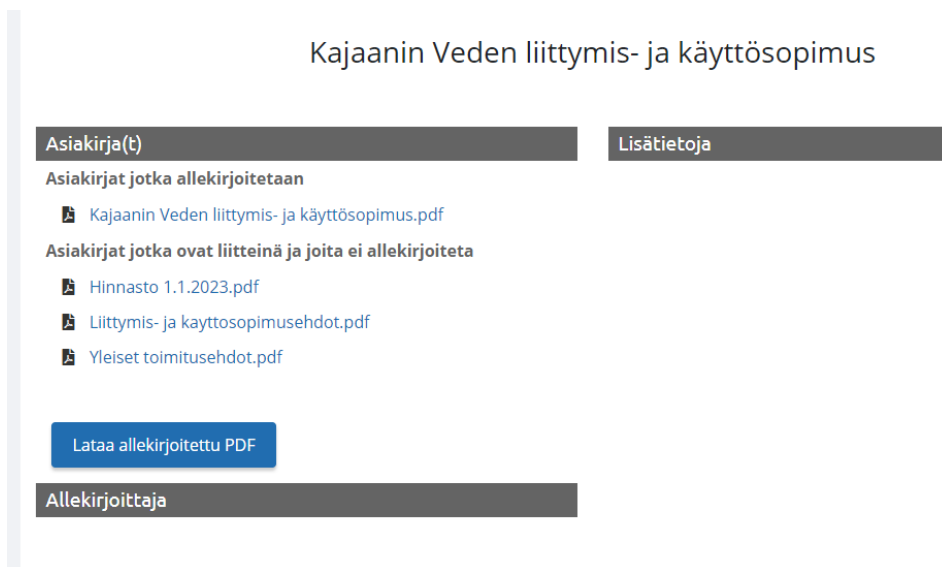 Kajaanin Veden liittymis- ja käyttösopimus
Asiakirja(t)
Asiakirjat jotka allekirjoitetaan
Kajaanin Veden liittymis- ja käyttösopimus.pdf
Asiakirjat jotka ovat liitteinä ja joita ei allekirjoiteta
Hinnasto 1.1.2023.pdf
Liittymis- ja kayttosopimusehdot.pdf
Yleiset toimitusehdot.pdf
Lataa allekirjoitettu PDF
Allekirjoittaja
Lisätietoja